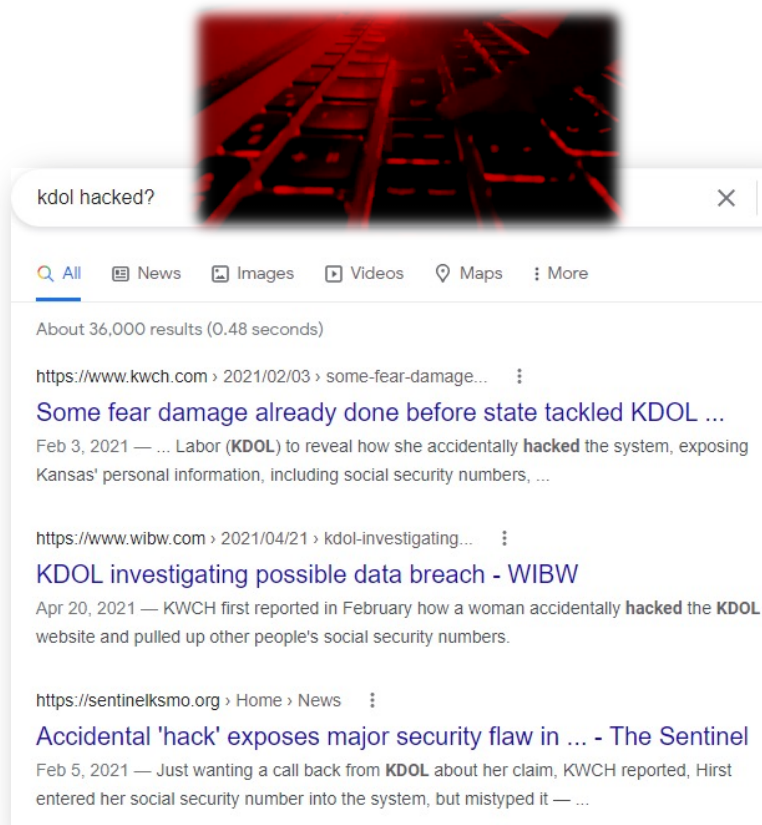 kdol hacked?
All News Images Videos Maps More
About 36,000 results (0.48 seconds)
https://www.kwch.com › 2021/02/03 › some-fear-damage...
Some fear damage already done before state tackled KDOL ...
Feb 3, 2021 — ... Labor (KDOL) to reveal how she accidentally hacked the system, exposing
Kansas' personal information, including social security numbers, ...
https://www.wibw.com › 2021/04/21 › kdol-investigating...
KDOL investigating possible data breach - WIBW
Apr 20, 2021 — KWCH first reported in February how a woman accidentally hacked the KDOL
website and pulled up other people's social security numbers.
https://sentinelksmo.org › Home › News
Accidental 'hack' exposes major security flaw in ... - The Sentinel
Feb 5, 2021 — Just wanting a call back from KDOL about her claim, KWCH reported, Hirst
entered her social security number into the system, but mistyped it — ...